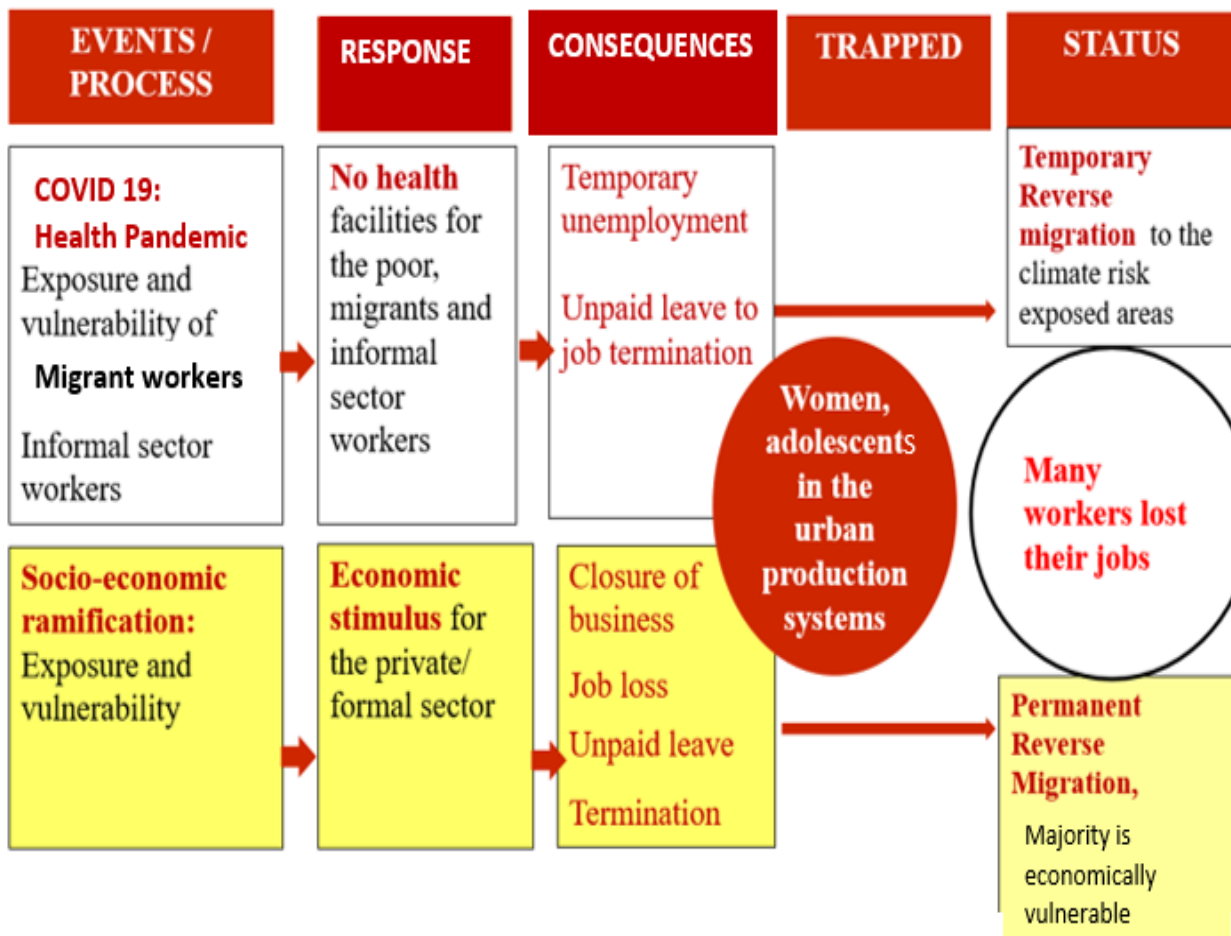 EVENTS /
PROCESS
RESPONSE
CONSEQUENCES
TRAPPED
STATUS
COVID 19:
Health Pandemic
Exposure and
vulnerability of
Migrant workers
Informal sector
workers
No health
facilities for
the poor,
migrants and
informal
sector
workers
Temporary
unemployment
Unpaid leave to
job termination
Women,
adolescents
in the
urban
production
systems
Temporary
Reverse
migration to the
climate risk
exposed areas
Many
workers lost
their jobs
Socio-economic
ramification:
Exposure and
vulnerability
Economic
stimulus for
the private/
formal sector
Closure of
business
Job loss
Unpaid leave
Termination
Permanent
Reverse
Migration,
Majority is
economically
vulnerable